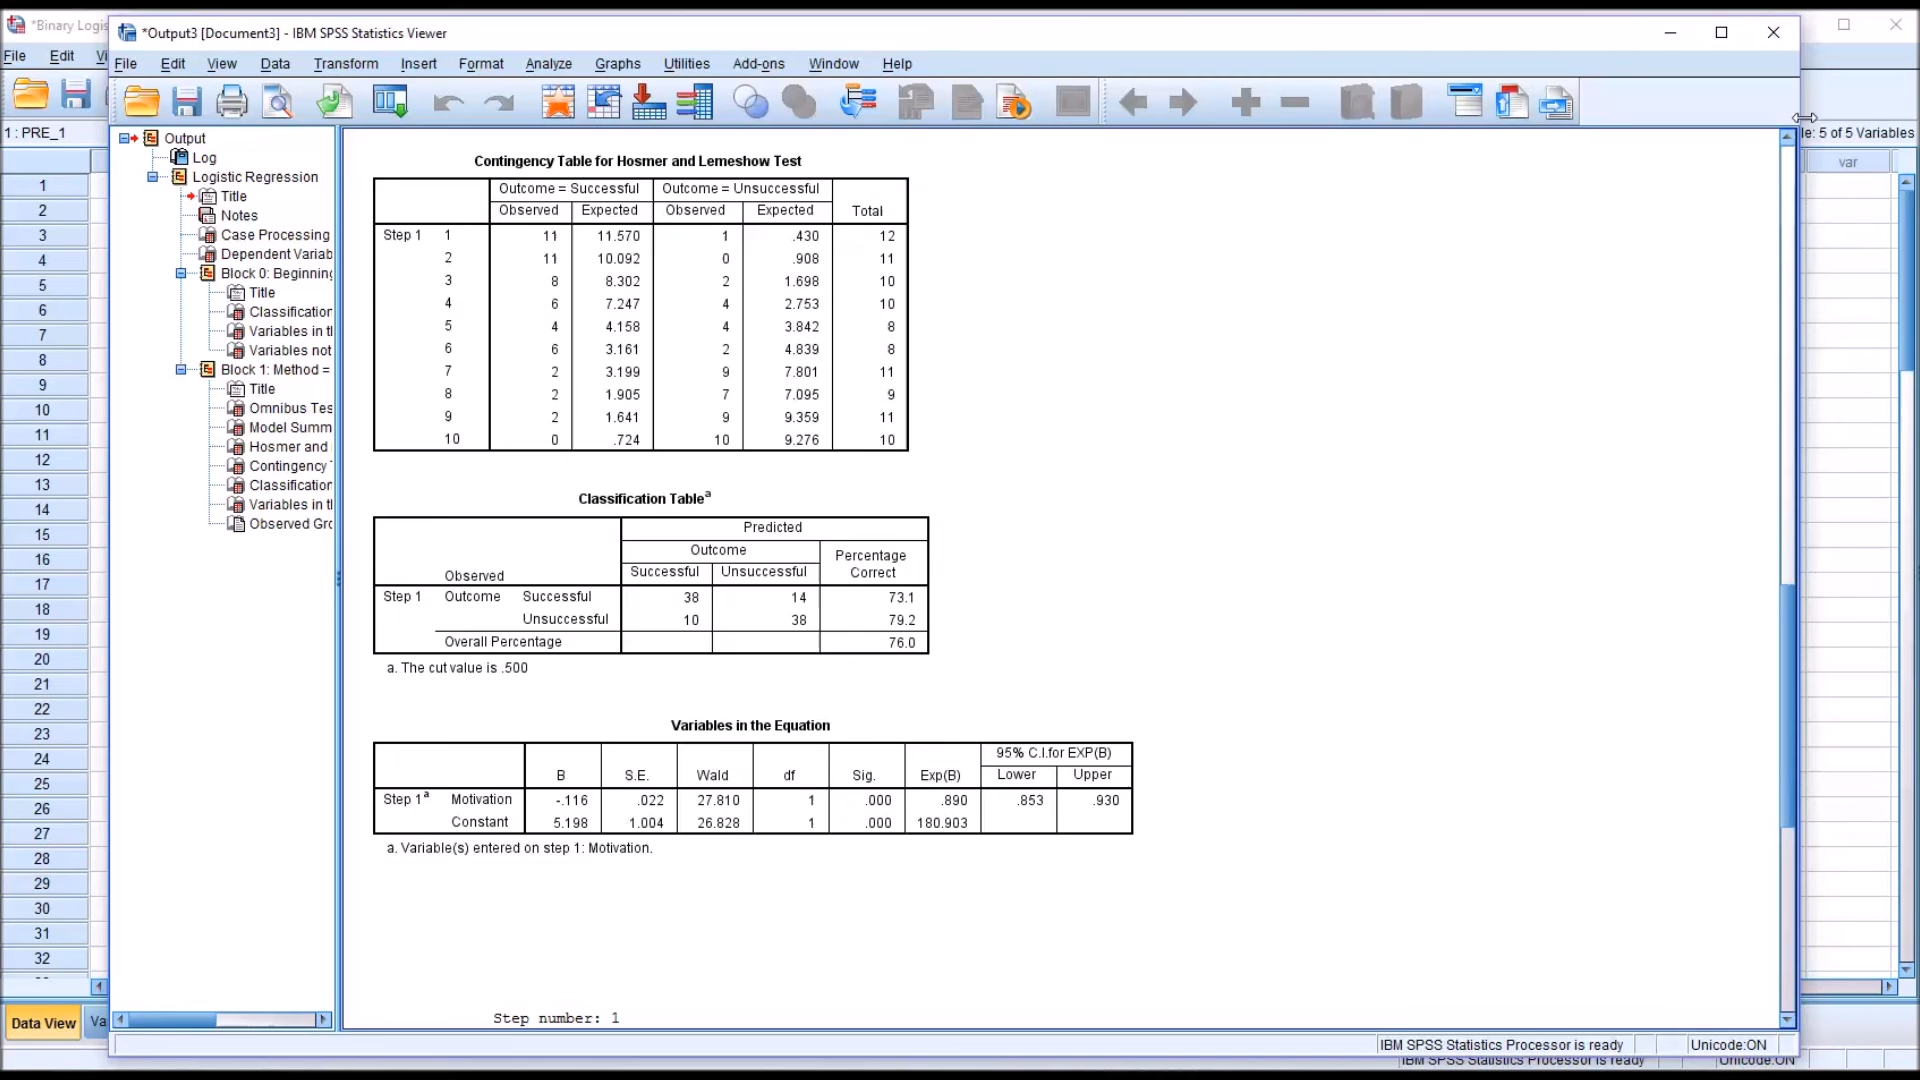 *Binary Logis
*Output3 [Document3] - IBM SPSS Statistics Viewer
File Edit Vi
File Edit View Data Transform Insert Format Analyze Graphs Utilities Add-ons Window Help
1 : PRE_1
le: 5 of 5 Variables
var
1
2
3
4
5
6
7
8
9
10
11
12
13
14
15
16
17
18
19
20
21
22
23
24
25
26
27
28
29
30
31
32
Data View
Va
Output
Log
Logistic Regression
Title
Notes
Case Processing
Dependent Variab
Block 0: Beginning
Title
Classification
Variables in t
Variables not
Block 1: Method =
Title
Omnibus Tes
Model Summ
Hosmer and
Contingency
Classification
Variables in t
Observed Gro
Contingency Table for Hosmer and Lemeshow Test
Outcome = Successful Outcome = Unsuccessful
Observed Expected Observed Expected Total
Step 1 1 11 11.570 1 .430 12
2 11 10.092 0 .908 11
3 8 8.302 2 1.698 10
4 6 7.247 4 2.753 10
5 4 4.158 4 3.842 8
6 6 3.161 2 4.839 8
7 2 3.199 9 7.801 11
8 2 1.905 7 7.095 9
9 2 1.641 9 9.359 11
10 0 .724 10 9.276 10
Classification Tableª
Predicted
Outcome Percentage Correct
Observed Successful Unsuccessful
Step 1 Outcome Successful 38 14 73.1
Unsuccessful 10 38 79.2
Overall Percentage 76.0
a. The cut value is .500
Variables in the Equation
95% C.I.for EXP(B)
B S.E. Wald df Sig. Exp(B) Lower Upper
Step 1ª Motivation -.116 .022 27.810 1 .000 .890 .853 .930
Constant 5.198 1.004 26.828 1 .000 180.903
a. Variable(s) entered on step 1: Motivation.
Step number: 1
IBM SPSS Statistics Processor is ready Unicode:ON
IBM SPSS Statistics Processor is ready Unicode:ON